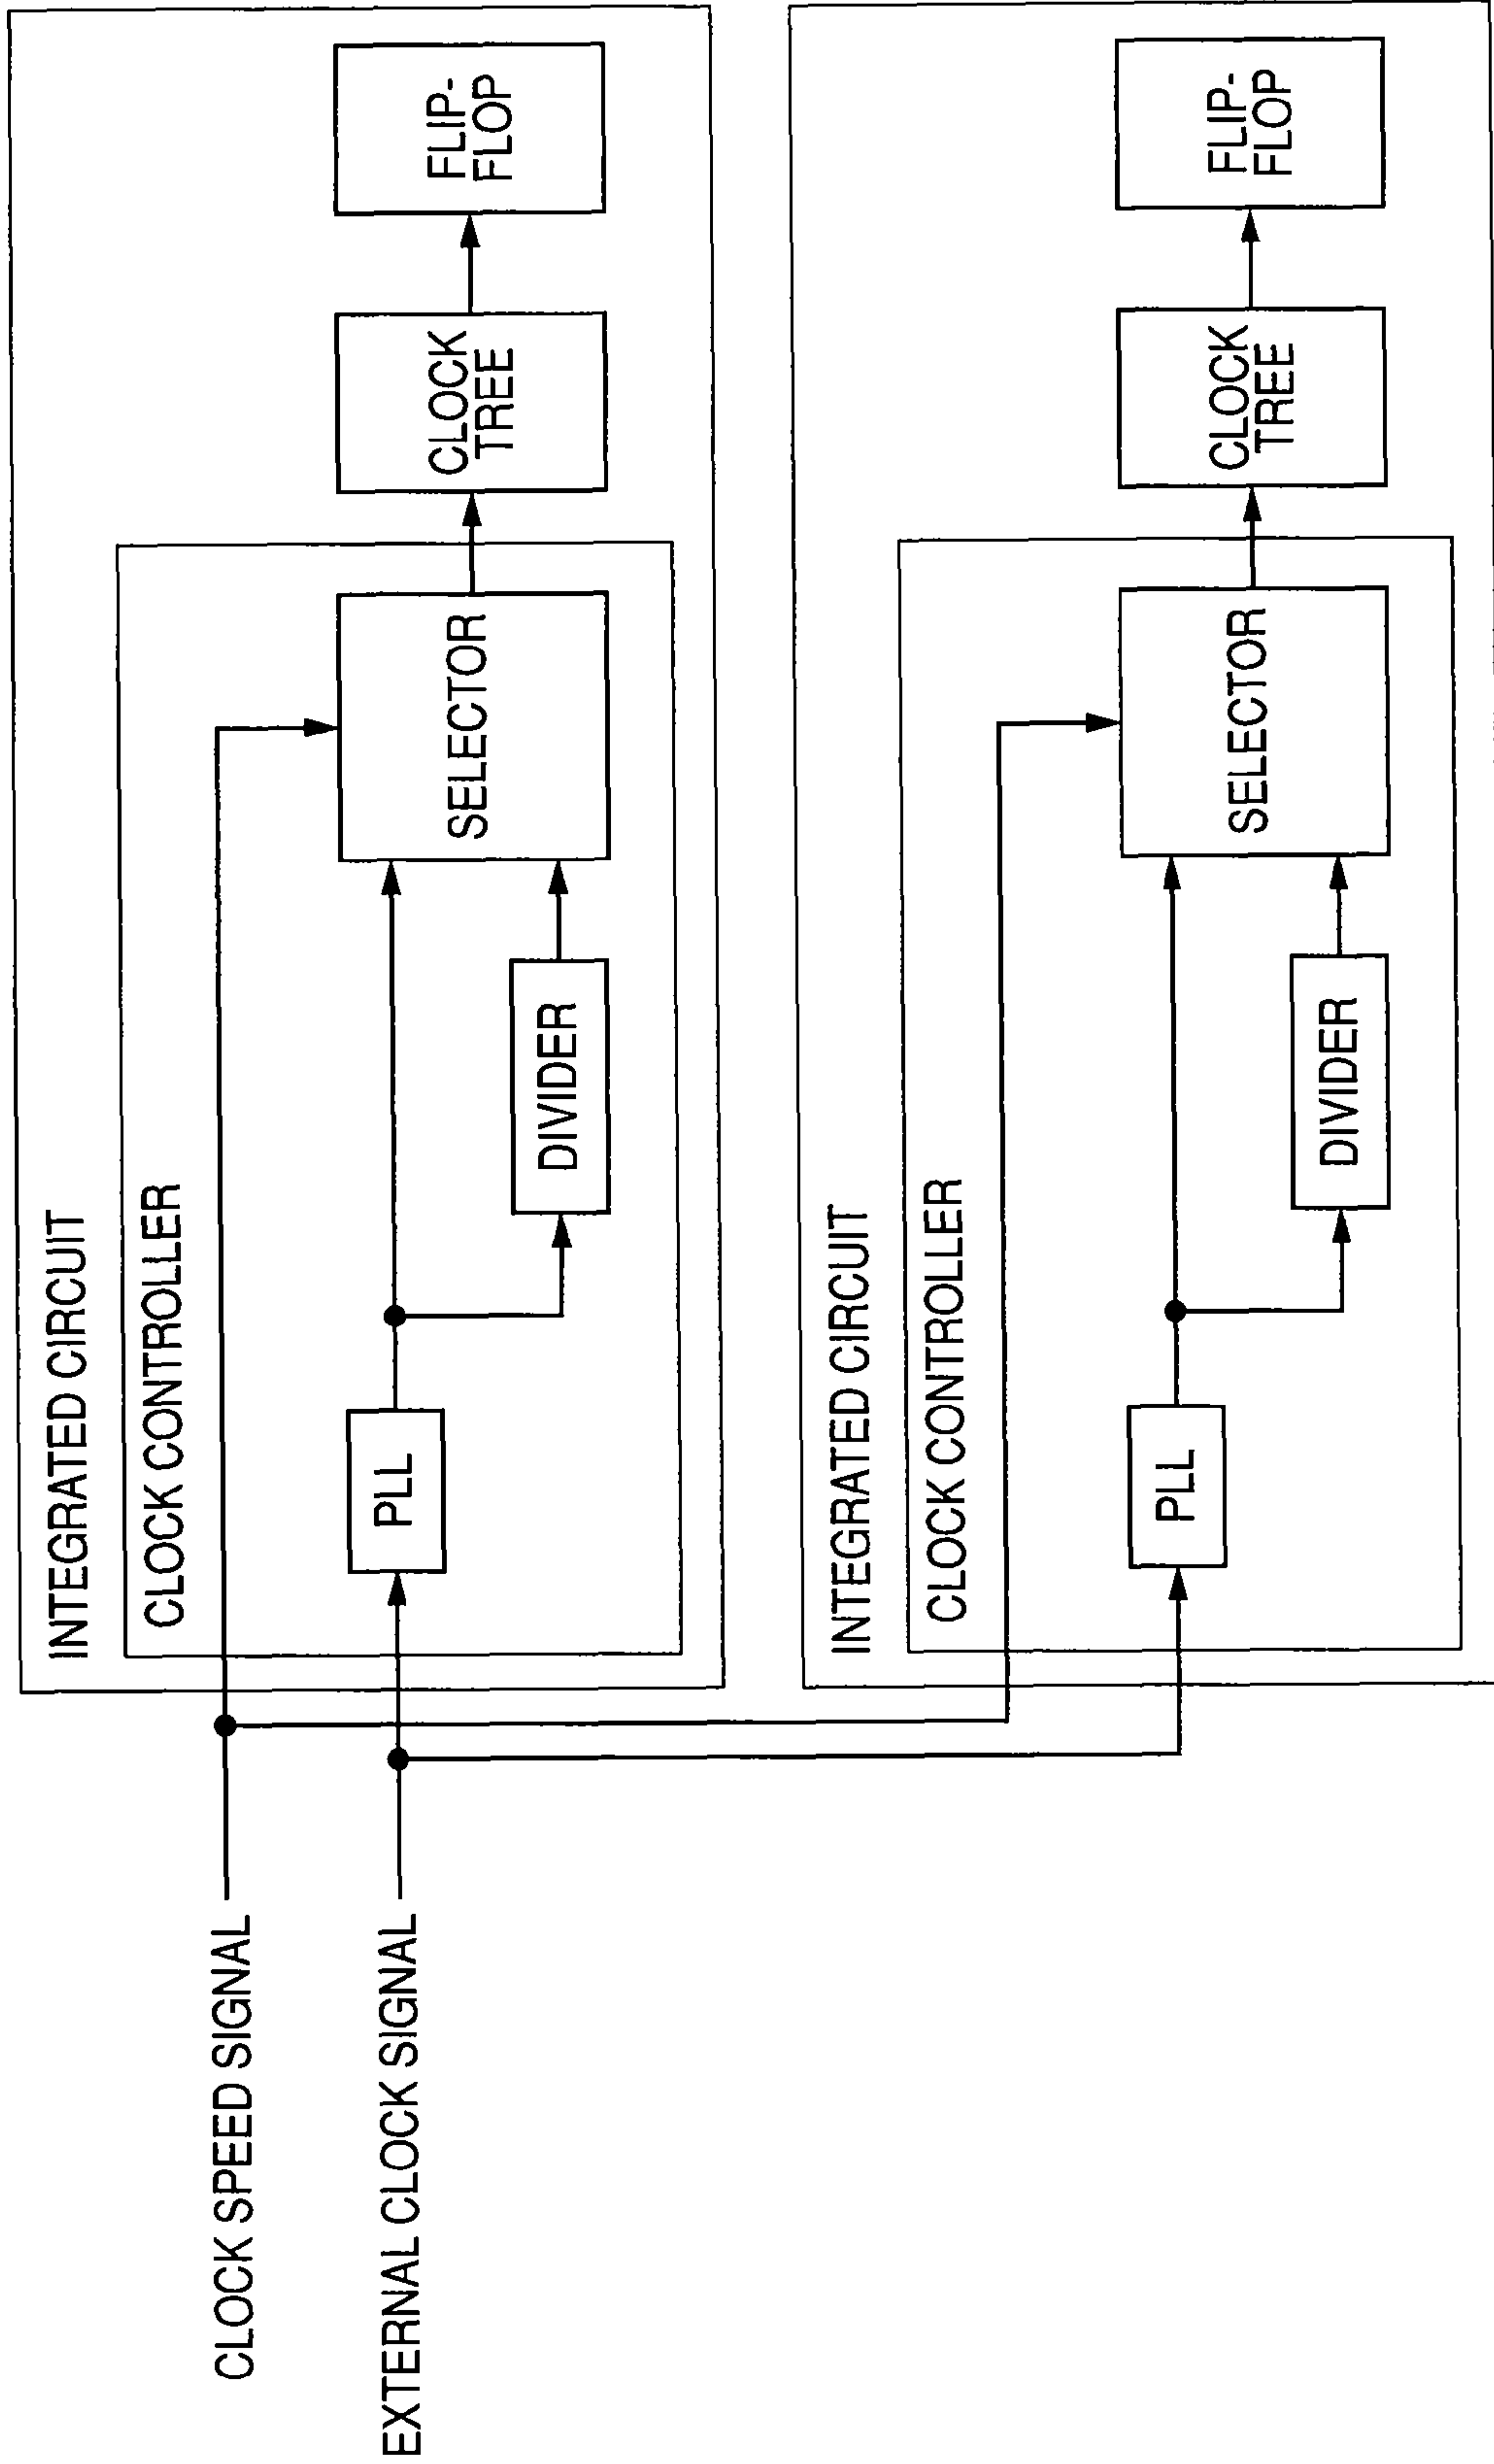 CLOCK SPEED SIGNAL
EXTERNAL CLOCK SIGNAL
INTEGRATED CIRCUIT
CLOCK CONTROLLER
PLL
DIVIDER
SELECTOR
CLOCK
TREE
FLIP-
FLOP
INTEGRATED CIRCUIT
CLOCK CONTROLLER
PLL
DIVIDER
SELECTOR
CLOCK
TREE
FLIP-
FLOP